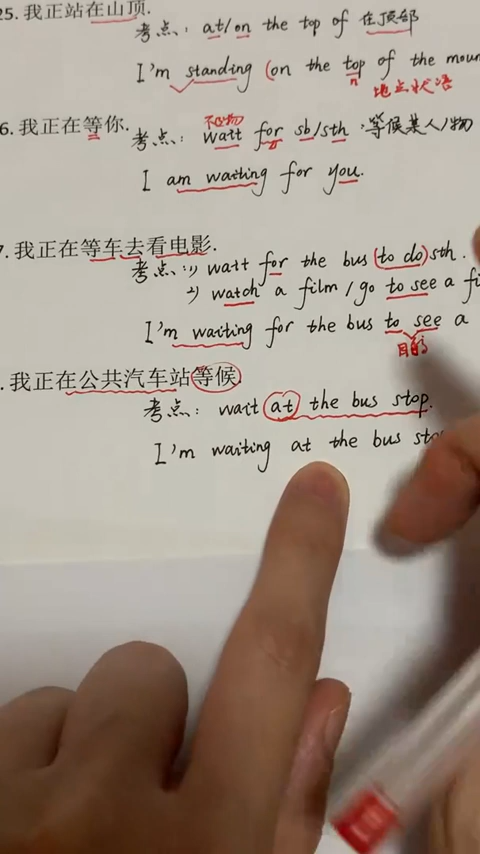 25. 我正站在山顶.
考点: at/on the top of 在顶部
I'm standing (on the top of the moun
n 地点状语
6. 我正在等你.
不及物
考点: wait for sb/sth :等候某人/物
I am waiting for you.
7. 我正在等车去看电影.
考点: 1) wait for the bus (to do) sth.
2) watch a film / go to see a fi
I'm waiting for the bus to see a
目的
. 我正在公共汽车站等候.
考点: wait at the bus stop.
I'm waiting at the bus sto